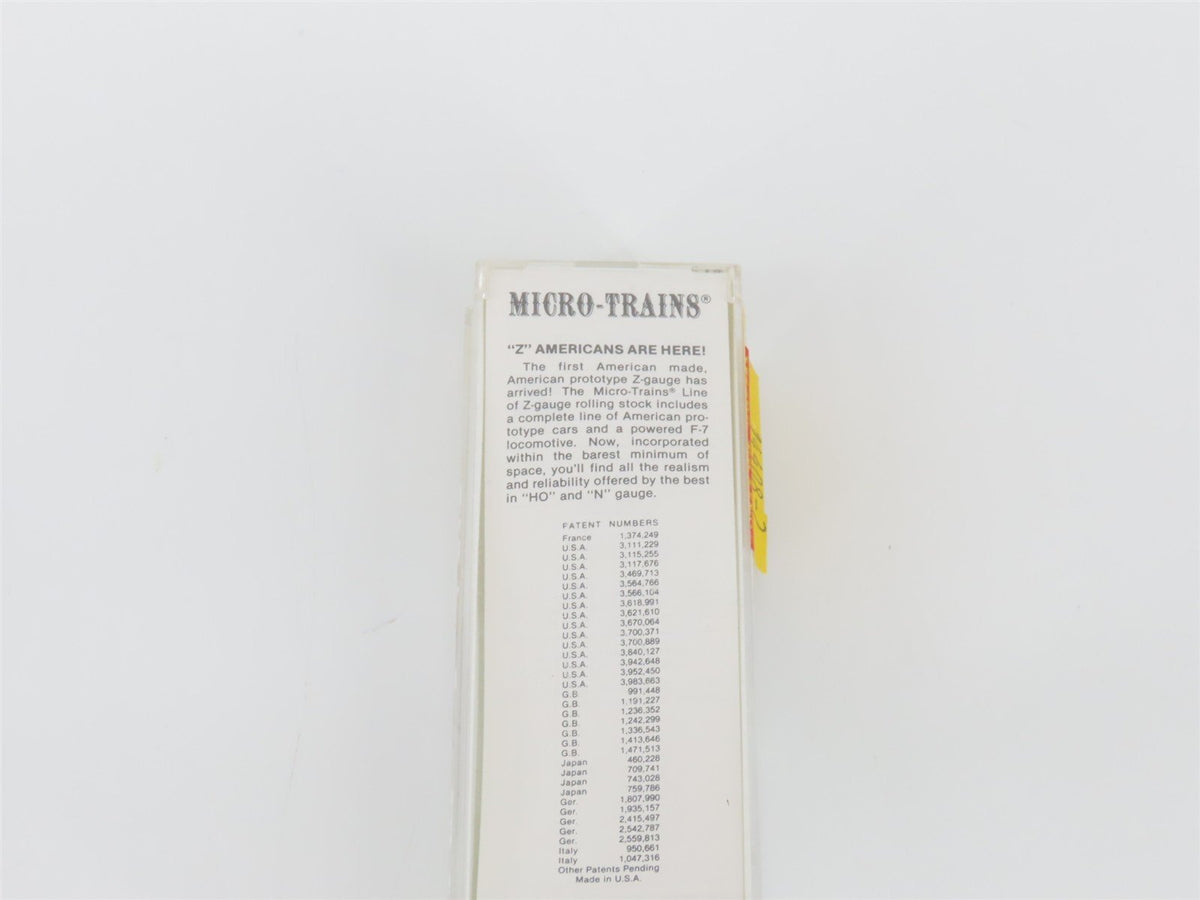 MICRO-TRAINS®
"Z" AMERICANS ARE HERE!
The first American made,
American prototype Z-gauge has
arrived! The Micro-Trains® Line
of Z-gauge rolling stock includes
a complete line of American pro-
totype cars and a powered F-7
locomotive. Now, incorporated
within the barest minimum of
space, you'll find all the realism
and reliability offered by the best
in "HO" and "N" gauge.
PATENT NUMBERS
France 1,374,249
U.S.A. 3,111,229
U.S.A. 3,115,255
U.S.A. 3,117,676
U.S.A. 3,469,713
U.S.A. 3,564,766
U.S.A. 3,566,104
U.S.A. 3,618,991
U.S.A. 3,621,610
U.S.A. 3,670,064
U.S.A. 3,700,371
U.S.A. 3,700,889
U.S.A. 3,840,127
U.S.A. 3,942,648
U.S.A. 3,952,450
U.S.A. 3,983,663
G.B. 991,448
G.B. 1,191,227
G.B. 1,236,352
G.B. 1,242,299
G.B. 1,336,543
G.B. 1,413,646
G.B. 1,471,513
Japan 460,228
Japan 709,741
Japan 743,028
Japan 759,786
Ger. 1,807,990
Ger. 1,935,157
Ger. 2,415,497
Ger. 2,542,787
Ger. 2,559,813
Italy 950,661
Italy 1,047,316
Other Patents Pending
Made in U.S.A.